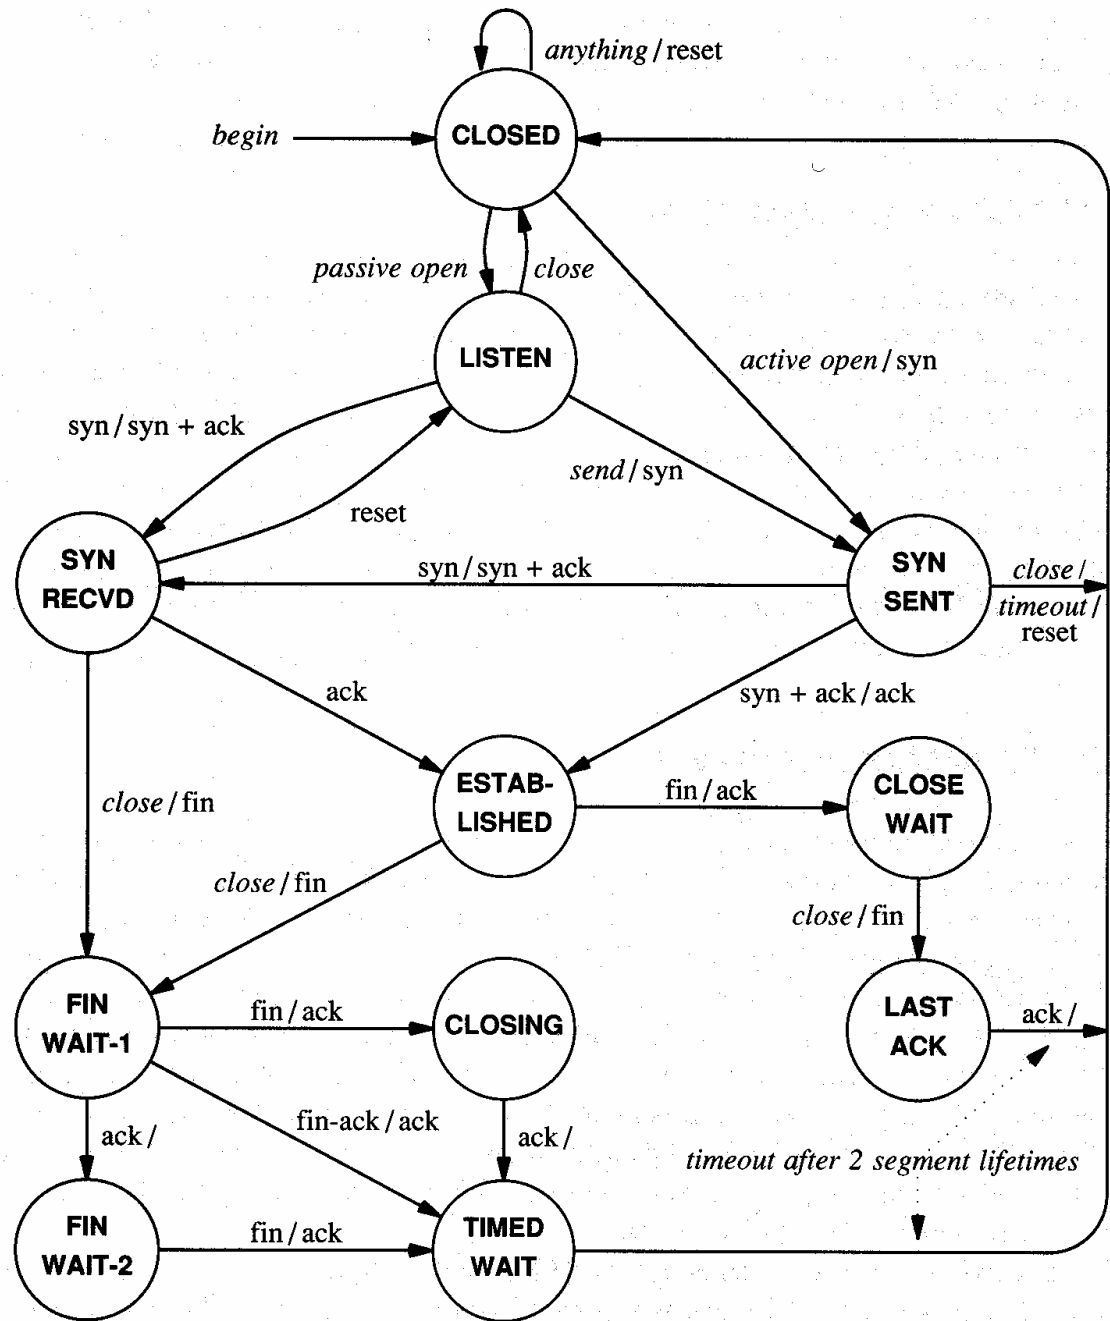 anything / reset
begin
CLOSED
passive open
close
LISTEN
active open / syn
syn / syn + ack
send / syn
reset
SYN
RECVD
syn / syn + ack
SYN
SENT
close /
timeout /
reset
ack
syn + ack / ack
close / fin
ESTAB-
LISHED
fin / ack
CLOSE
WAIT
close / fin
close / fin
FIN
WAIT-1
fin / ack
CLOSING
LAST
ACK
ack /
ack /
fin-ack / ack
ack /
timeout after 2 segment lifetimes
FIN
WAIT-2
fin / ack
TIMED
WAIT